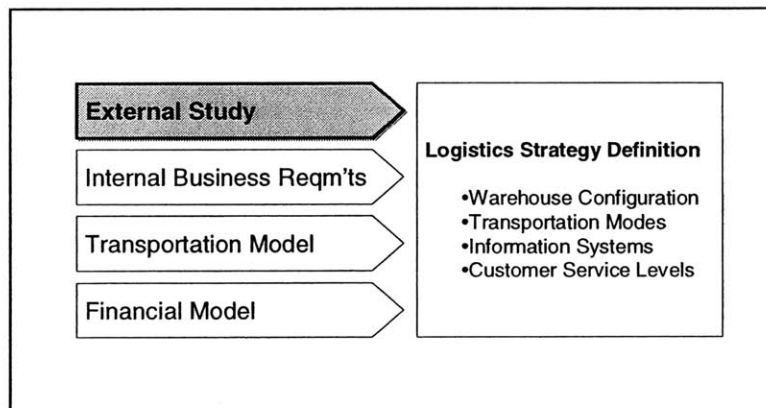 External Study
Internal Business Reqm'ts
Transportation Model
Financial Model
Logistics Strategy Definition
•Warehouse Configuration
•Transportation Modes
•Information Systems
•Customer Service Levels